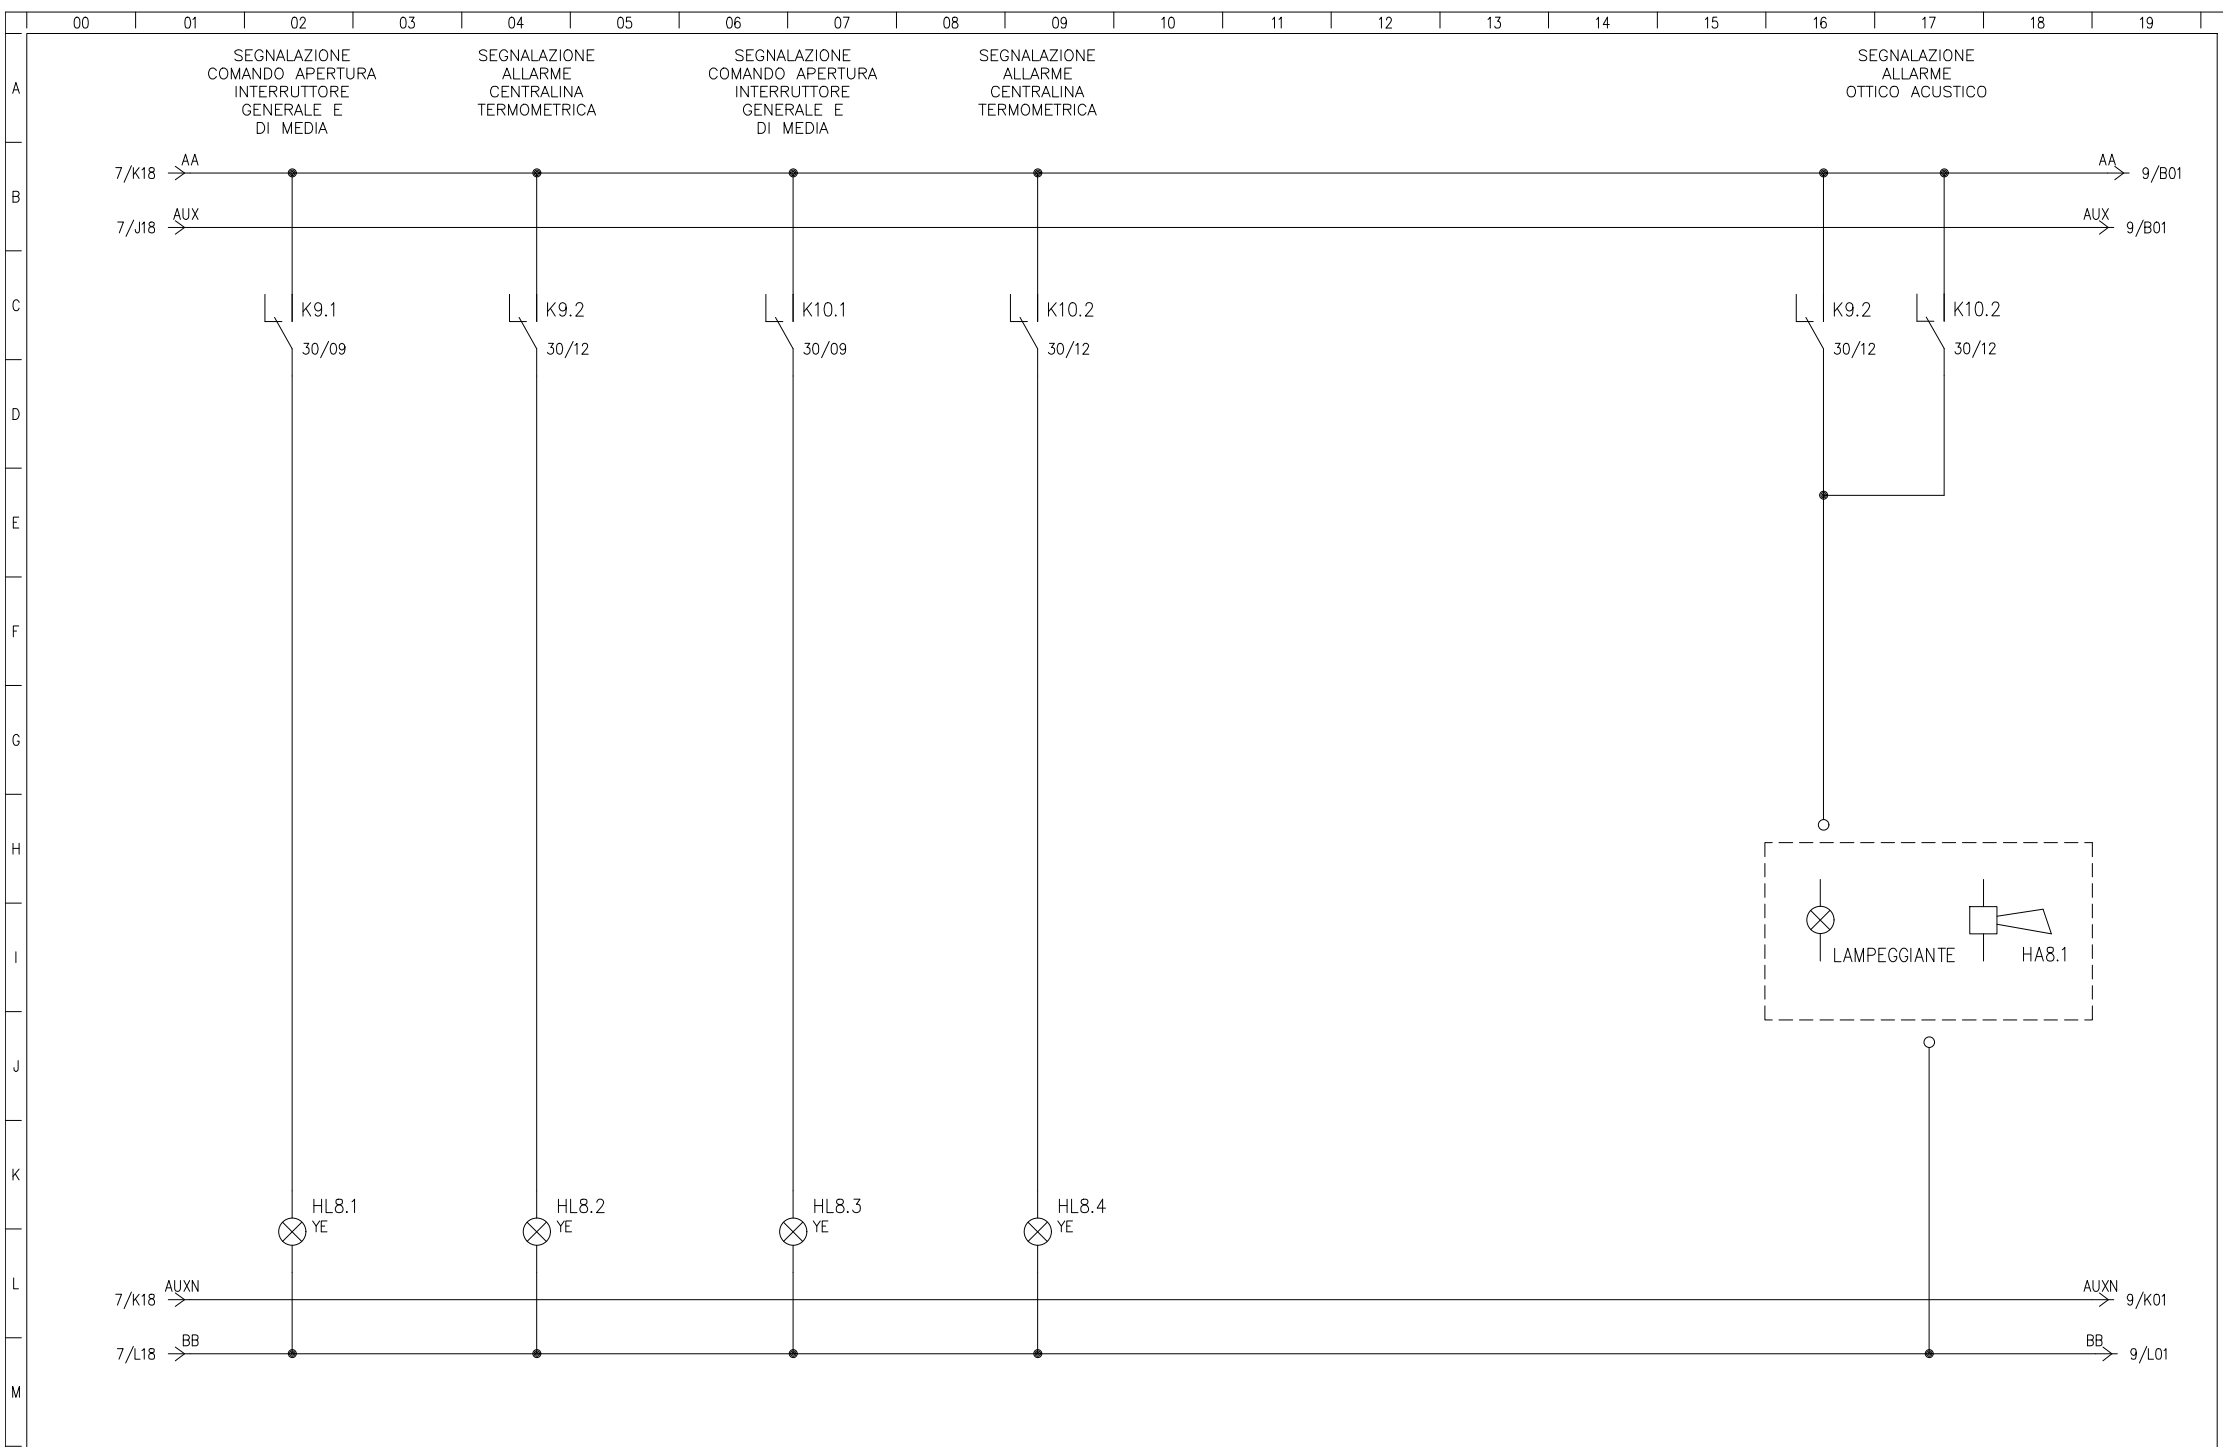 00 01 02 03 04 05 06 07 08 09 10 11 12 13 14 15 16 17 18 19
A
B
C
D
E
F
G
H
I
J
K
L
M
SEGNALAZIONE
COMANDO APERTURA
INTERRUTTORE
GENERALE E
DI MEDIA
SEGNALAZIONE
ALLARME
CENTRALINA
TERMOMETRICA
SEGNALAZIONE
COMANDO APERTURA
INTERRUTTORE
GENERALE E
DI MEDIA
SEGNALAZIONE
ALLARME
CENTRALINA
TERMOMETRICA
SEGNALAZIONE
ALLARME
OTTICO ACUSTICO
7/K18 AA
AA 9/B01
7/J18 AUX
AUX 9/B01
K9.1
30/09
K9.2
30/12
K10.1
30/09
K10.2
30/12
K9.2
30/12
K10.2
30/12
LAMPEGGIANTE
HA8.1
HL8.1
YE
HL8.2
YE
HL8.3
YE
HL8.4
YE
7/K18 AUXN
AUXN 9/K01
7/L18 BB
BB 9/L01